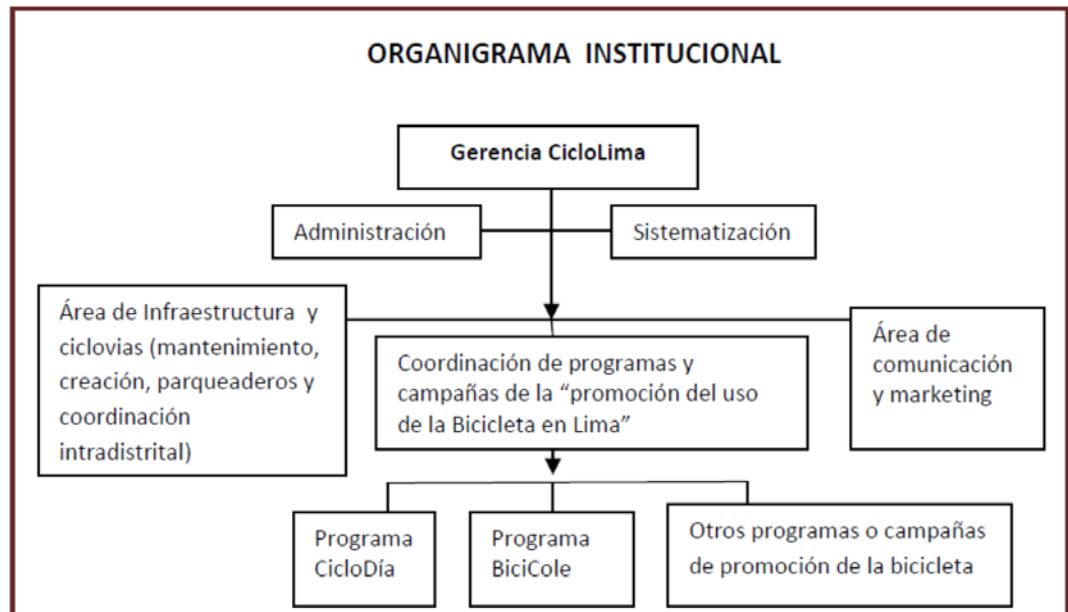 ORGANIGRAMA INSTITUCIONAL
Gerencia CicloLima
Administración
Sistematización
Área de Infraestructura y
ciclovias (mantenimiento,
creación, parqueaderos y
coordinación
intradistrital)
Coordinación de programas y
campañas de la “promoción del uso
de la Bicicleta en Lima”
Área de
comunicación
y marketing
Programa
CicloDía
Programa
BiciCole
Otros programas o campañas
de promoción de la bicicleta